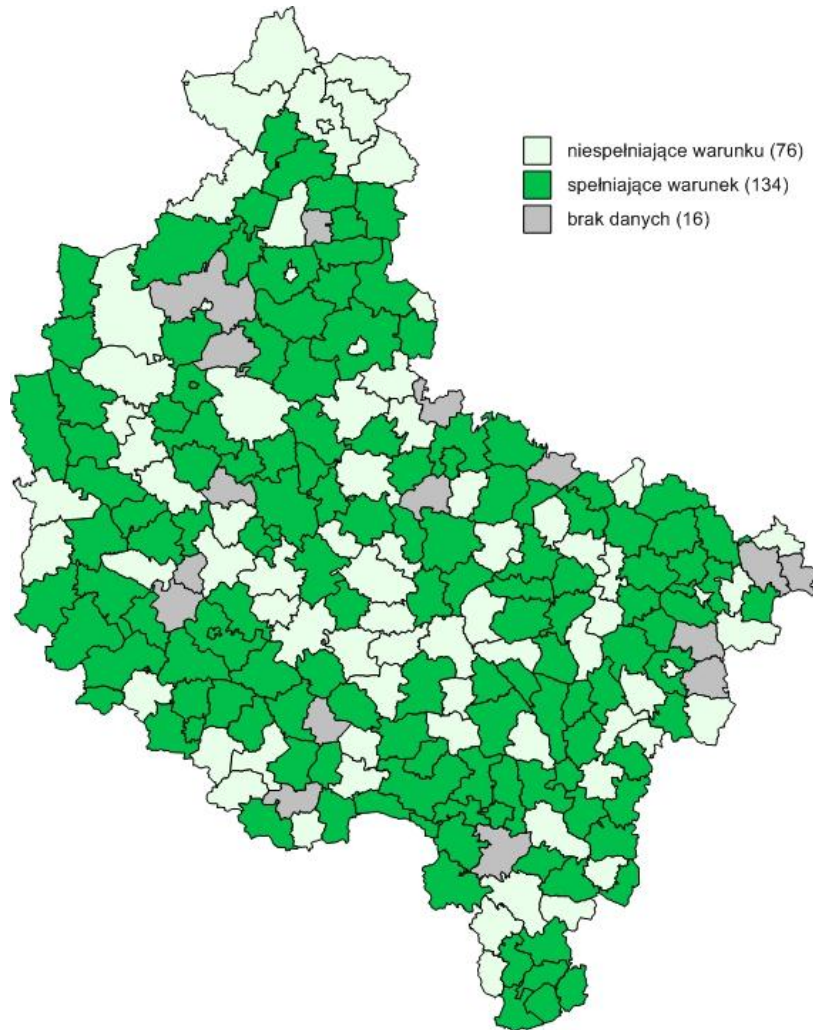 niespełniające warunku (76)
spełniające warunek (134)
brak danych (16)